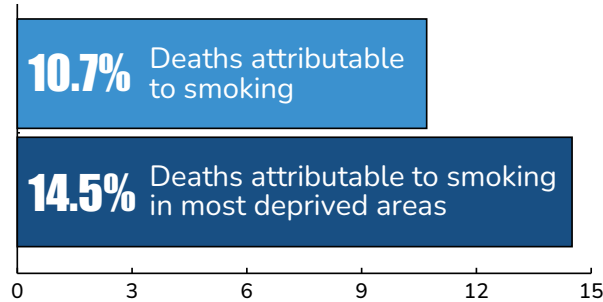 10.7% Deaths attributable
to smoking
14.5% Deaths attributable to smoking
in most deprived areas
0 3 6 9 12 15